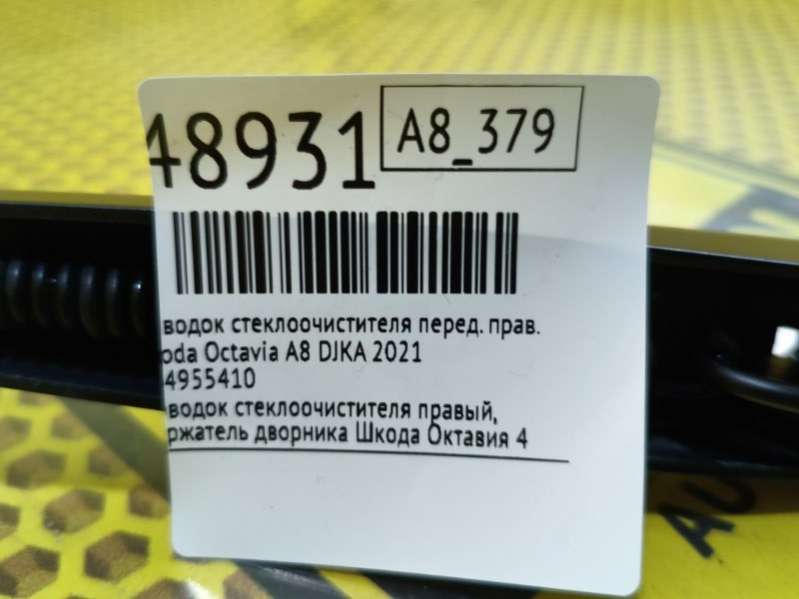 48931 A8_379
водок стеклоочистителя перед. прав.
oda Octavia A8 DJKA 2021
4955410
водок стеклоочистителя правый,
ржатель дворника Шкода Октавия 4
AU